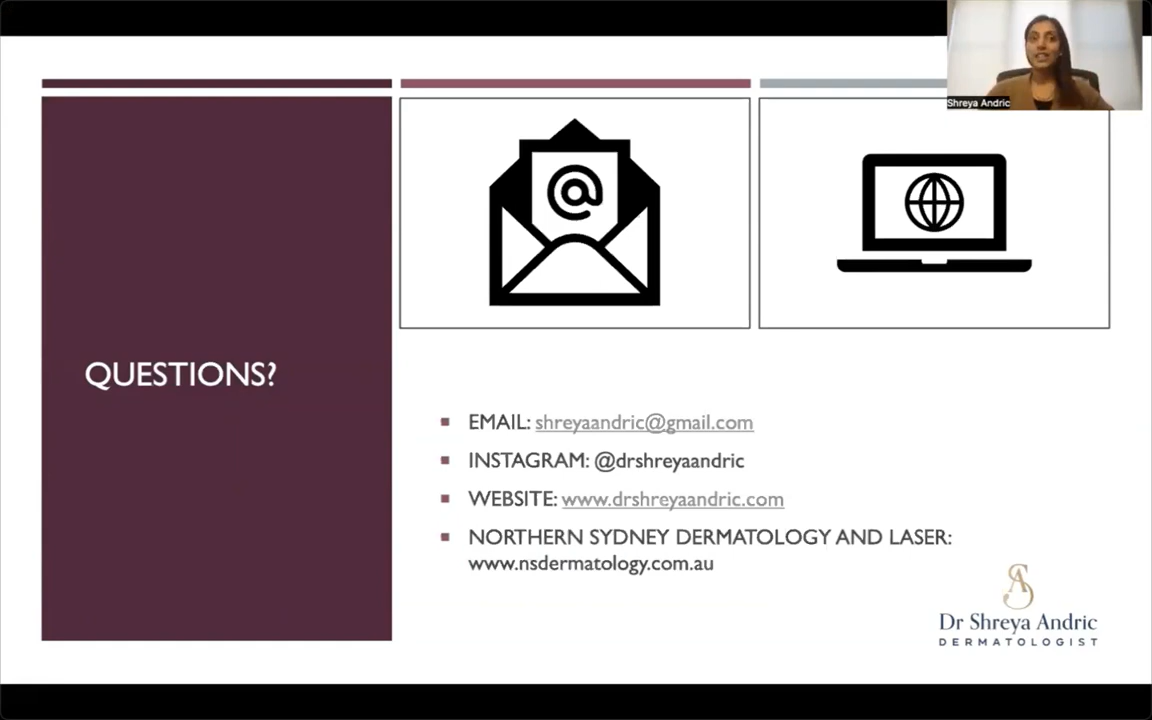 Shreya Andric
@
QUESTIONS?
EMAIL: shreyaandric@gmail.com
INSTAGRAM: @drshreyaandric
WEBSITE: www.drshreyaandric.com
NORTHERN SYDNEY DERMATOLOGY AND LASER:
www.nsdermatology.com.au
SA
Dr Shreya Andric
DERMATOLOGIST